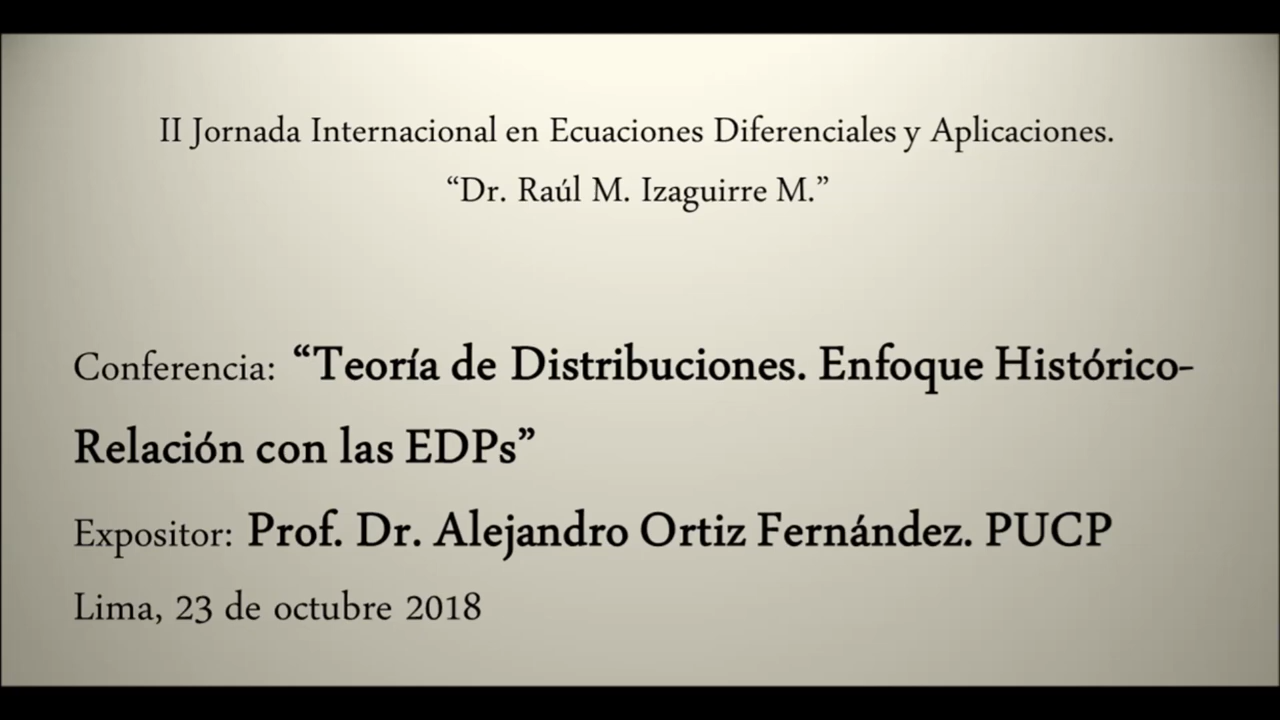 II Jornada Internacional en Ecuaciones Diferenciales y Aplicaciones.
“Dr. Raúl M. Izaguirre M.”
Conferencia: “Teoría de Distribuciones. Enfoque Histórico-
Relación con las EDPs”
Expositor: Prof. Dr. Alejandro Ortiz Fernández. PUCP
Lima, 23 de octubre 2018